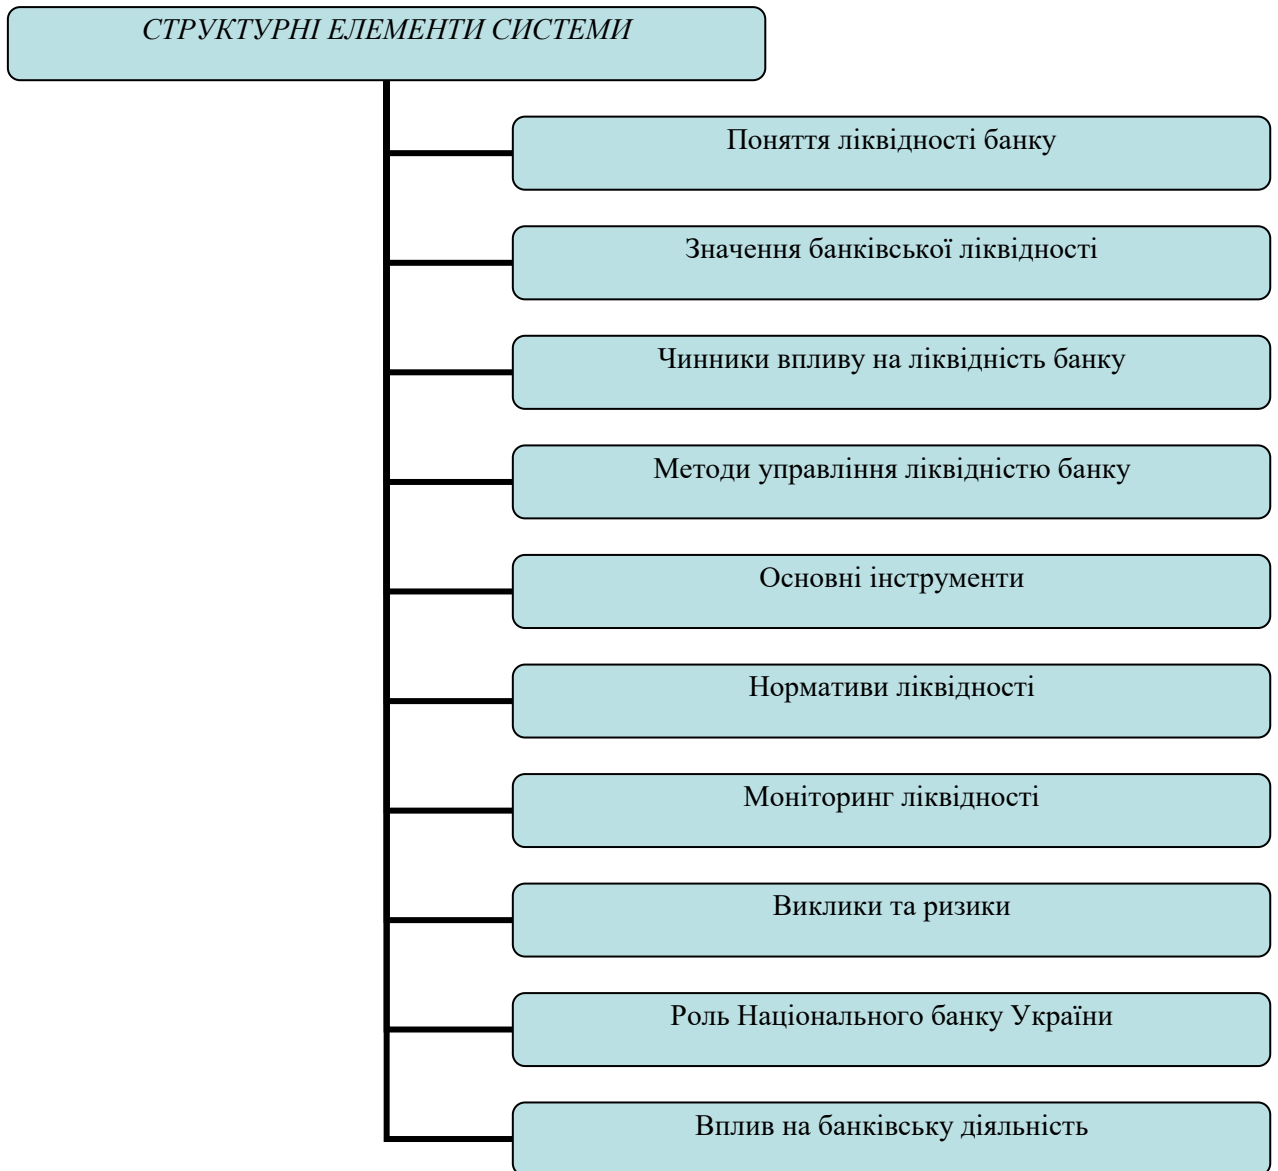 СТРУКТУРНІ ЕЛЕМЕНТИ СИСТЕМИ
Поняття ліквідності банку
Значення банківської ліквідності
Чинники впливу на ліквідність банку
Методи управління ліквідністю банку
Основні інструменти
Нормативи ліквідності
Моніторинг ліквідності
Виклики та ризики
Роль Національного банку України
Вплив на банківську діяльність